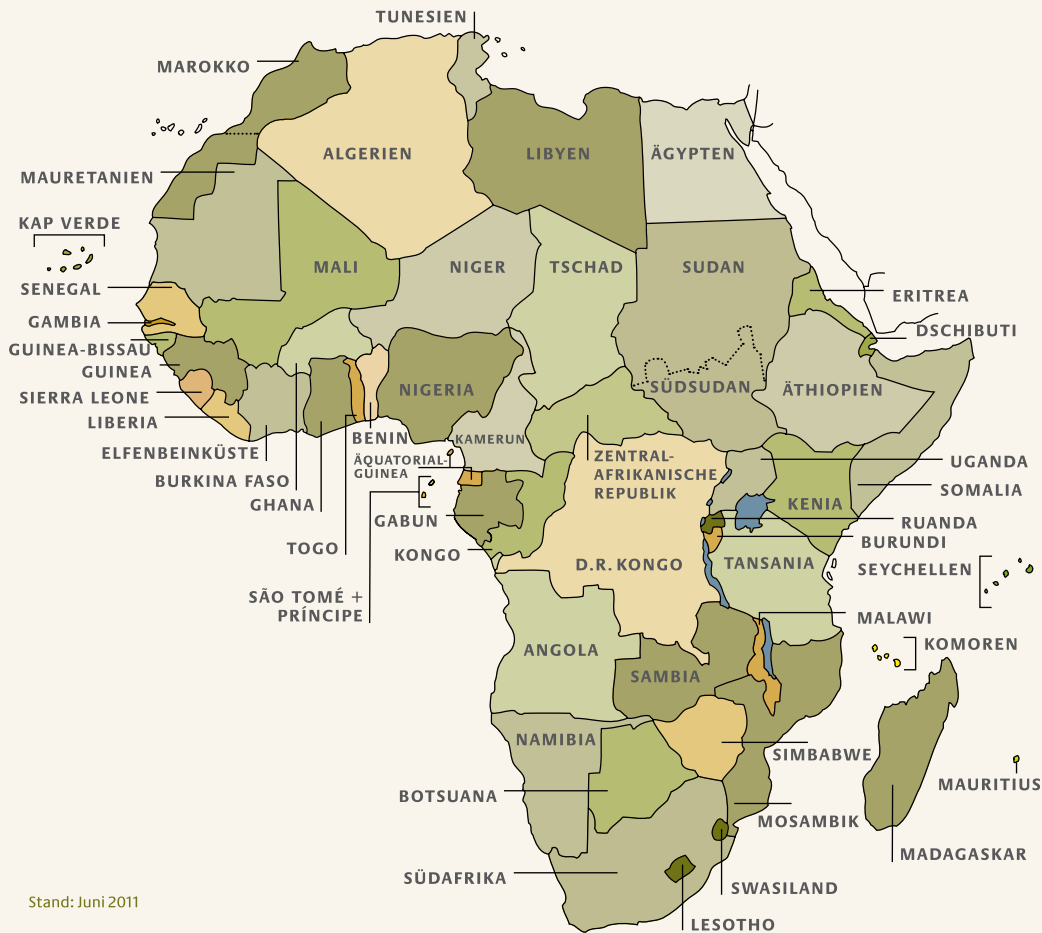 TUNESIEN
MAROKKO
ALGERIEN
LIBYEN
ÄGYPTEN
MAURETANIEN
KAP VERDE
MALI
NIGER
TSCHAD
SUDAN
SENEGAL
ERITREA
GAMBIA
DSCHIBUTI
GUINEA-BISSAU
GUINEA
SIERRA LEONE
NIGERIA
SÜDSUDAN
ÄTHIOPIEN
LIBERIA
BENIN
KAMERUN
ELFENBEINKÜSTE
ÄQUATORIAL-
GUINEA
ZENTRAL-
AFRIKANISCHE
REPUBLIK
UGANDA
BURKINA FASO
SOMALIA
GHANA
KENIA
GABUN
RUANDA
BURUNDI
TOGO
KONGO
D.R. KONGO
TANSANIA
SEYCHELLEN
SÃO TOMÉ +
PRÍNCIPE
MALAWI
KOMOREN
ANGOLA
SAMBIA
NAMIBIA
SIMBABWE
MAURITIUS
BOTSUANA
MOSAMBIK
MADAGASKAR
SÜDAFRIKA
SWASILAND
LESOTHO
Stand: Juni 2011